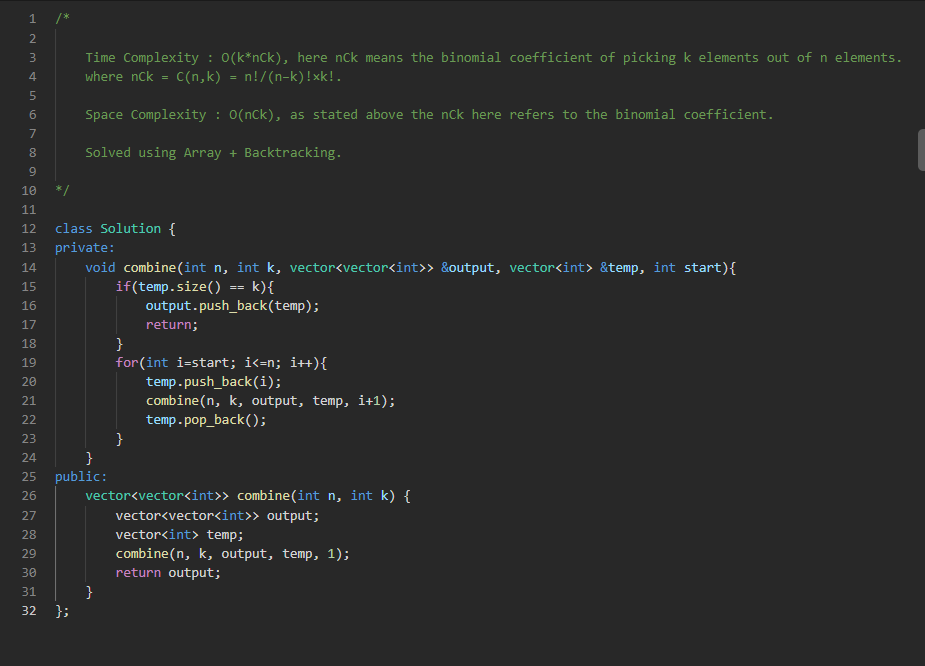 1 /*
2
3 Time Complexity : O(k*nCk), here nCk means the binomial coefficient of picking k elements out of n elements.
4 where nCk = C(n,k) = n!/(n−k)!×k!.
5
6 Space Complexity : O(nCk), as stated above the nCk here refers to the binomial coefficient.
7
8 Solved using Array + Backtracking.
9
10 */
11
12 class Solution {
13 private:
14 void combine(int n, int k, vector<vector<int>> &output, vector<int> &temp, int start){
15 if(temp.size() == k){
16 output.push_back(temp);
17 return;
18 }
19 for(int i=start; i<=n; i++){
20 temp.push_back(i);
21 combine(n, k, output, temp, i+1);
22 temp.pop_back();
23 }
24 }
25 public:
26 vector<vector<int>> combine(int n, int k) {
27 vector<vector<int>> output;
28 vector<int> temp;
29 combine(n, k, output, temp, 1);
30 return output;
31 }
32 };